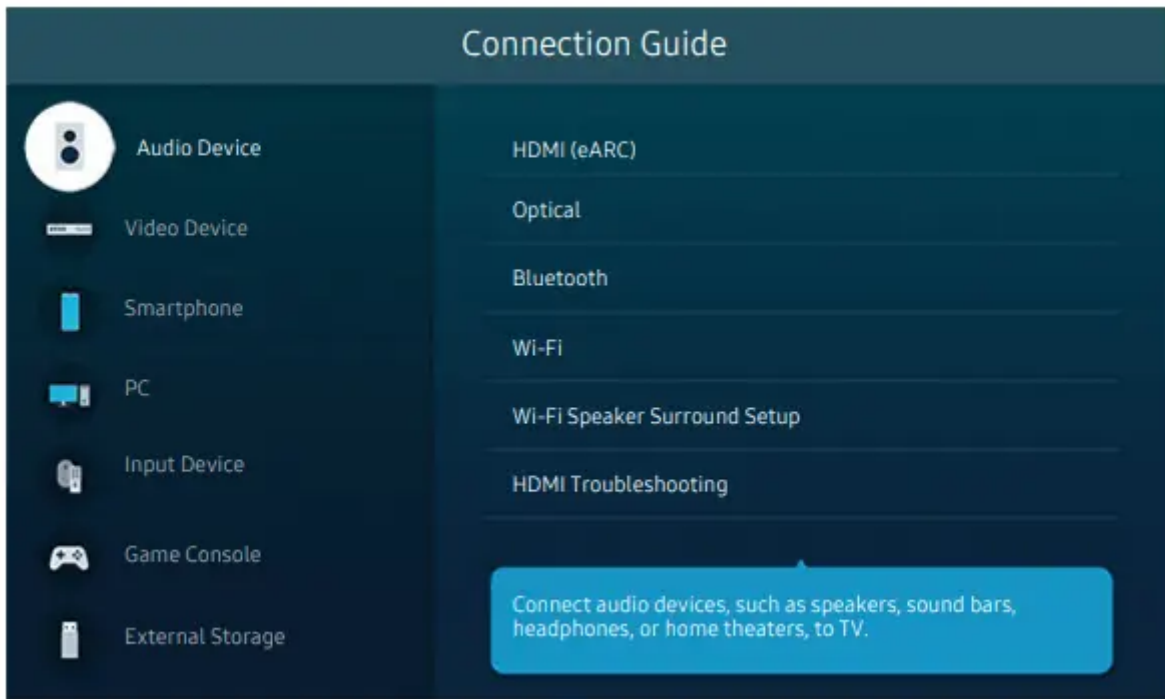 Connection Guide
Audio Device
Video Device
Smartphone
PC
Input Device
Game Console
External Storage
HDMI (eARC)
Optical
Bluetooth
Wi-Fi
Wi-Fi Speaker Surround Setup
HDMI Troubleshooting
Connect audio devices, such as speakers, sound bars,
headphones, or home theaters, to TV.